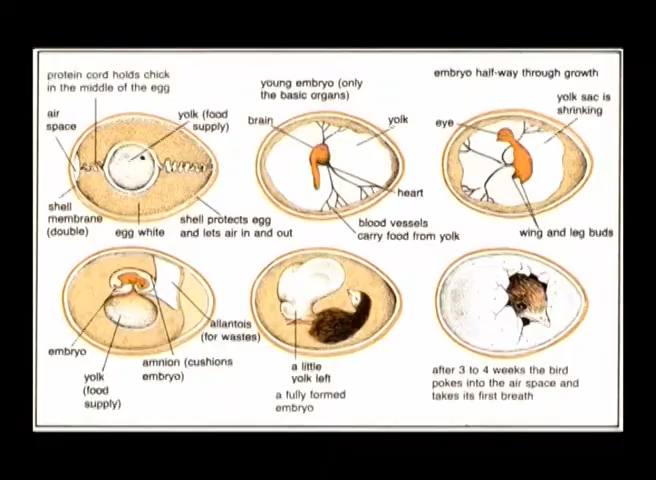 protein cord holds chick
in the middle of the egg
air
space
yolk (food
supply)
shell
membrane
(double)
egg white
shell protects egg
and lets air in and out
young embryo (only
the basic organs)
brain
yolk
heart
blood vessels
carry food from yolk
embryo half-way through growth
yolk sac is
shrinking
eye
wing and leg buds
embryo
yolk
(food
supply)
amnion (cushions
embryo)
allantois
(for wastes)
a little
yolk left
a fully formed
embryo
after 3 to 4 weeks the bird
pokes into the air space and
takes its first breath